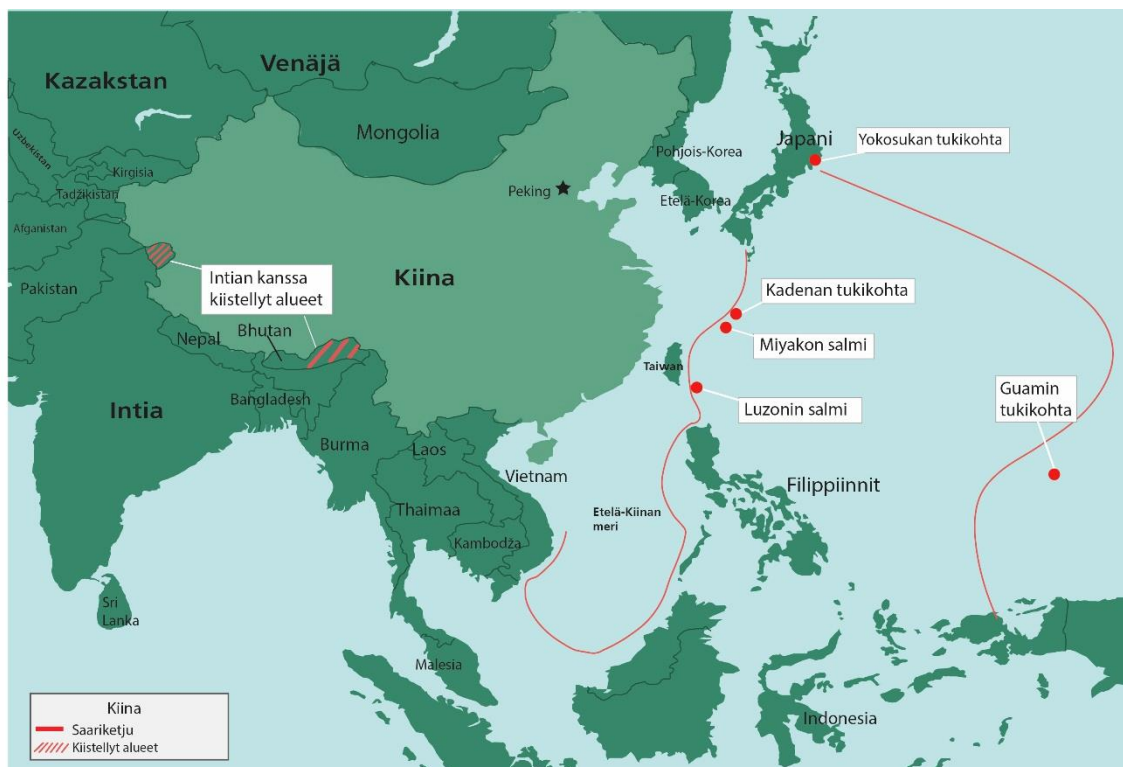 Kazakstan
Venäjä
Mongolia
Uzbekistan
Kirgisia
Tadžikistan
Afganistan
Pakistan
Pohjois-Korea
Etelä-Korea
Japani
Yokosukan tukikohta
Peking
Intian kanssa
kiistellyt alueet
Kiina
Nepal
Bhutan
Bangladesh
Intia
Burma
Laos
Vietnam
Thaimaa
Kambodža
Sri
Lanka
Malesia
Kadenan tukikohta
Miyakon salmi
Taiwan
Luzonin salmi
Guamin
tukikohta
Filippiinnit
Etelä-Kiinan
meri
Indonesia
Kiina
Saariketju
Kiistellyt alueet